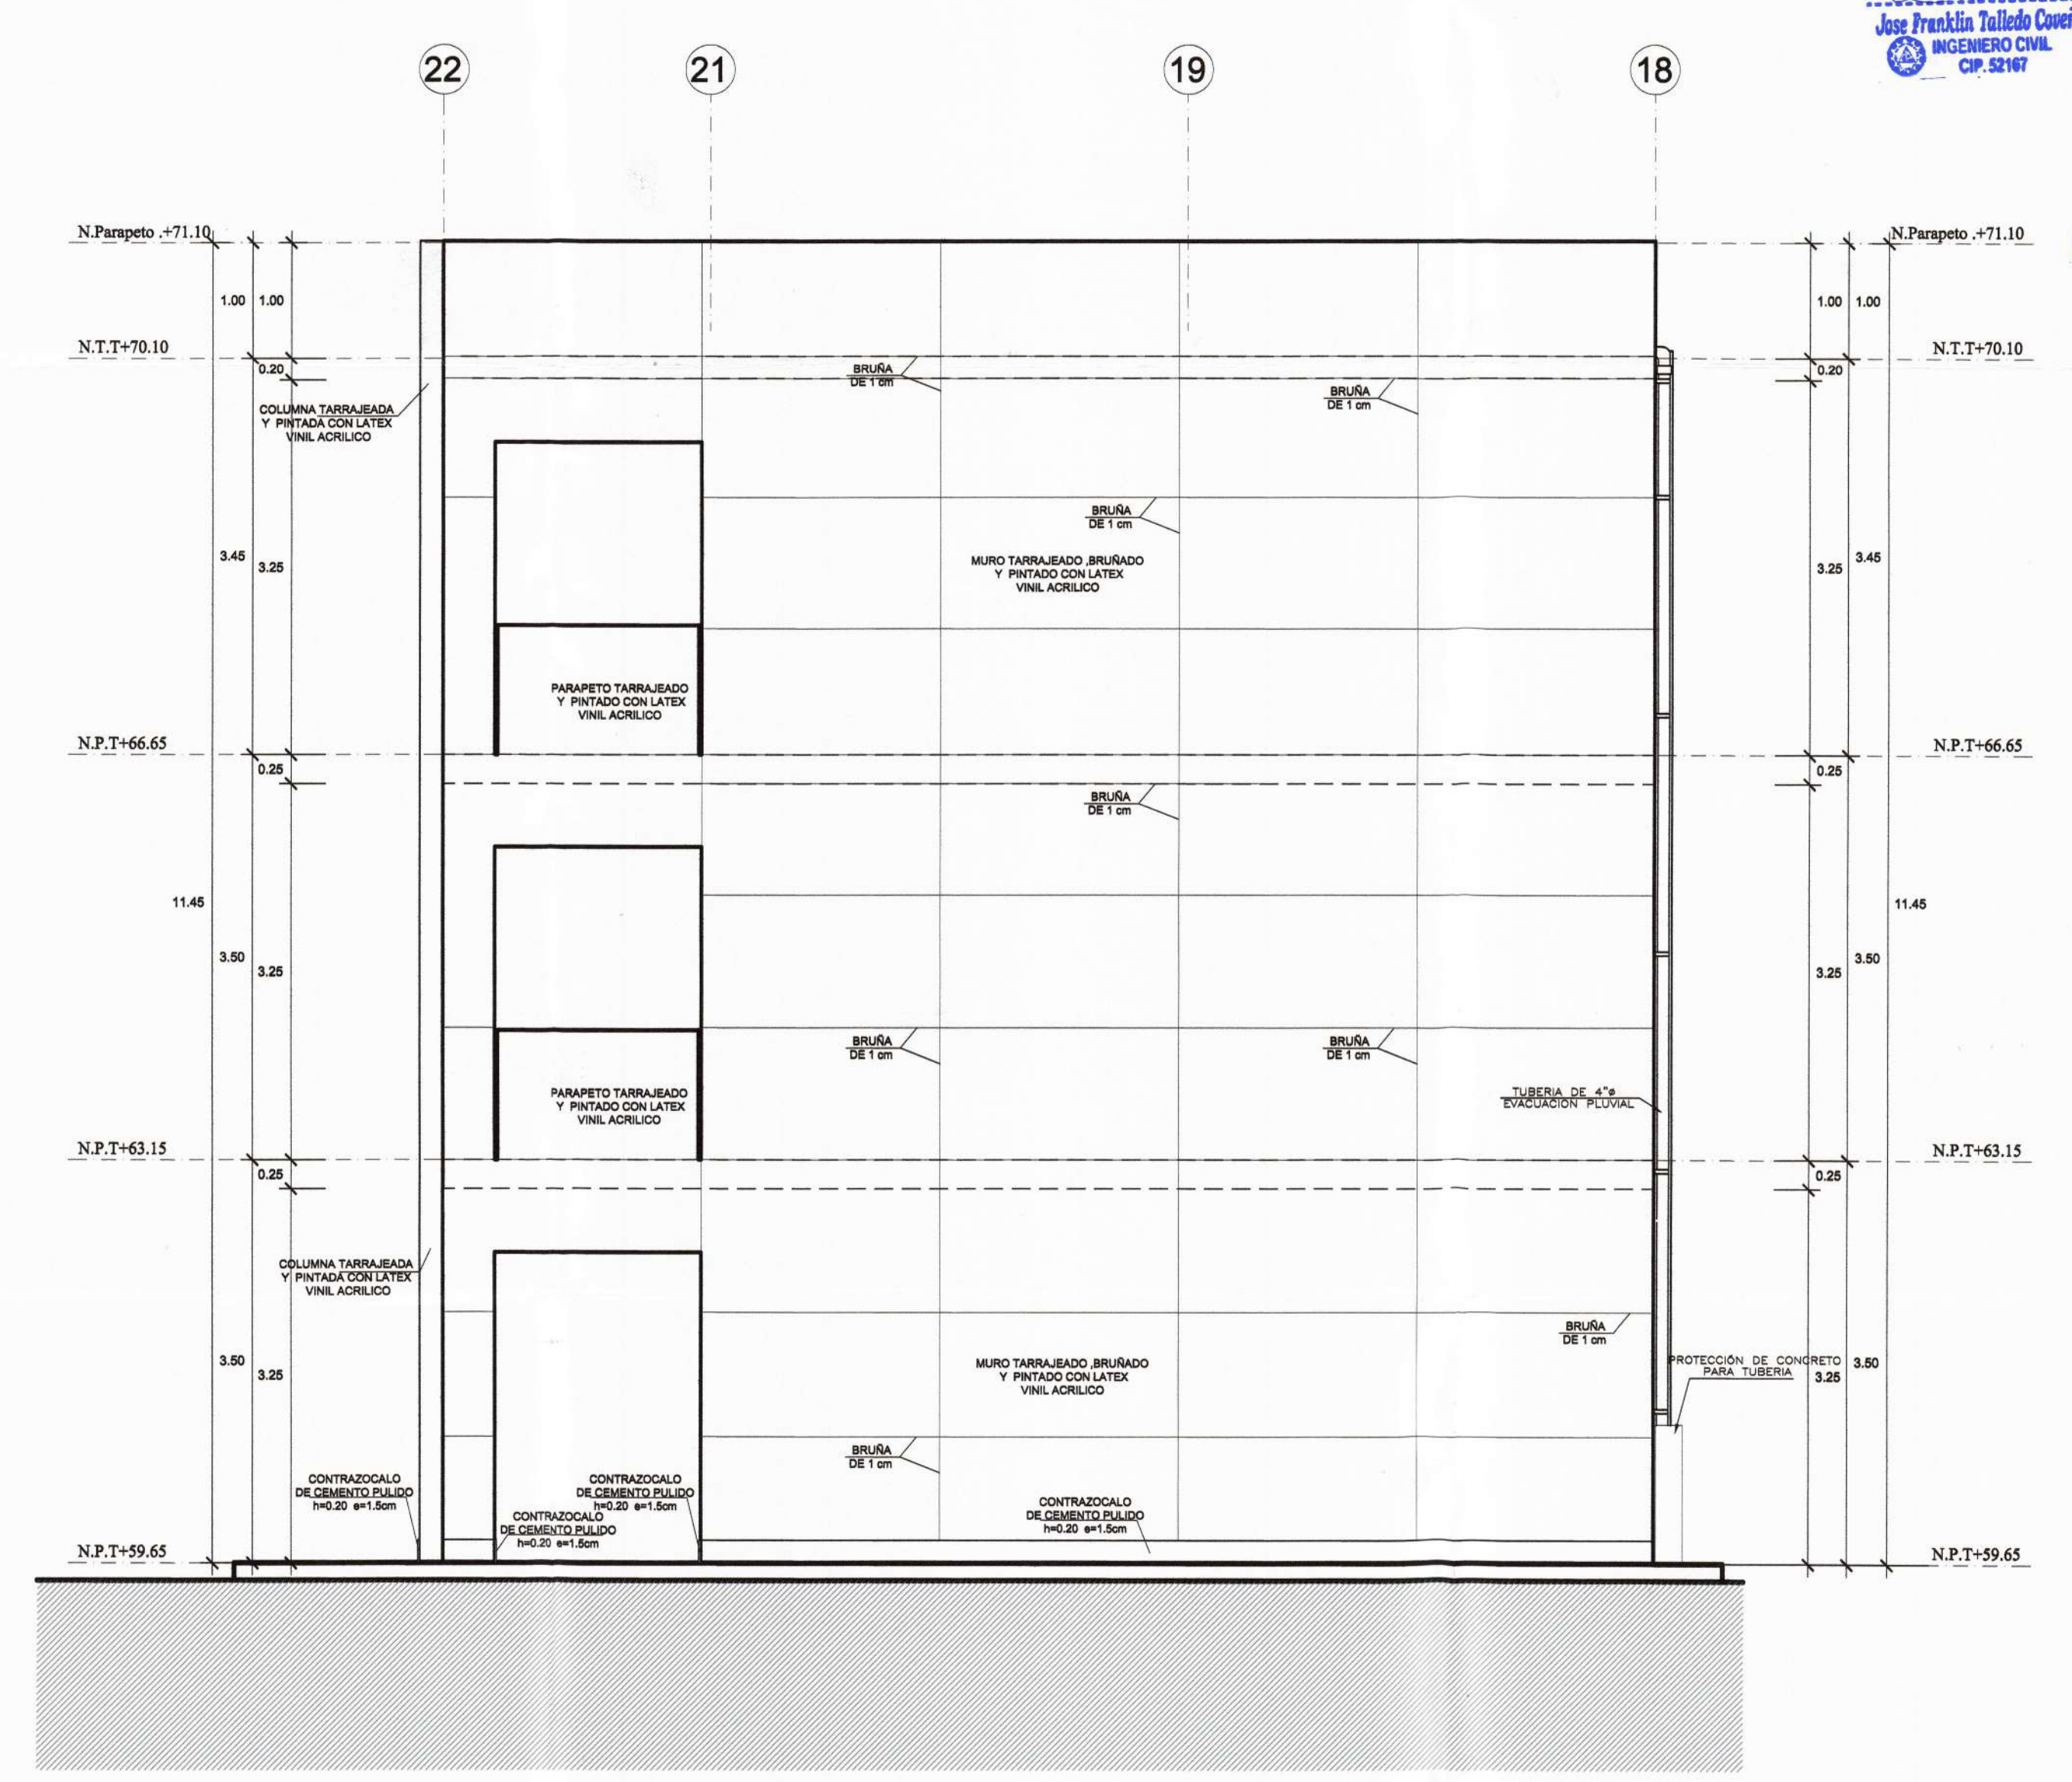 Jose Franklin Talledo
INGENIERO CIVIL
CIP. 52167
22
21
19
18
N.Parapeto .+71.10
N.Parapeto .+71.10
1.00
1.00
1.00
1.00
N.T.T+70.10
N.T.T+70.10
0.20
0.20
BRUÑA
DE 1 cm
BRUÑA
DE 1 cm
COLUMNA TARRAJEADA
Y PINTADA CON LATEX
VINIL ACRILICO
BRUÑA
DE 1 cm
3.45
3.25
MURO TARRAJEADO ,BRUÑADO
Y PINTADO CON LATEX
VINIL ACRILICO
3.25
3.45
PARAPETO TARRAJEADO
Y PINTADO CON LATEX
VINIL ACRILICO
N.P.T+66.65
N.P.T+66.65
0.25
0.25
BRUÑA
DE 1 cm
11.45
11.45
3.50
3.25
3.25
3.50
BRUÑA
DE 1 cm
BRUÑA
DE 1 cm
PARAPETO TARRAJEADO
Y PINTADO CON LATEX
VINIL ACRILICO
TUBERIA DE 4"ø
EVACUACION PLUVIAL
N.P.T+63.15
N.P.T+63.15
0.25
0.25
COLUMNA TARRAJEADA
Y PINTADA CON LATEX
VINIL ACRILICO
BRUÑA
DE 1 cm
3.50
3.25
MURO TARRAJEADO ,BRUÑADO
Y PINTADO CON LATEX
VINIL ACRILICO
PROTECCIÓN DE CONCRETO
PARA TUBERIA
3.25
3.50
BRUÑA
DE 1 cm
CONTRAZOCALO
DE CEMENTO PULIDO
h=0.20 e=1.5cm
CONTRAZOCALO
DE CEMENTO PULIDO
h=0.20 e=1.5cm
CONTRAZOCALO
DE CEMENTO PULIDO
h=0.20 e=1.5cm
CONTRAZOCALO
DE CEMENTO PULIDO
h=0.20 e=1.5cm
N.P.T+59.65
N.P.T+59.65